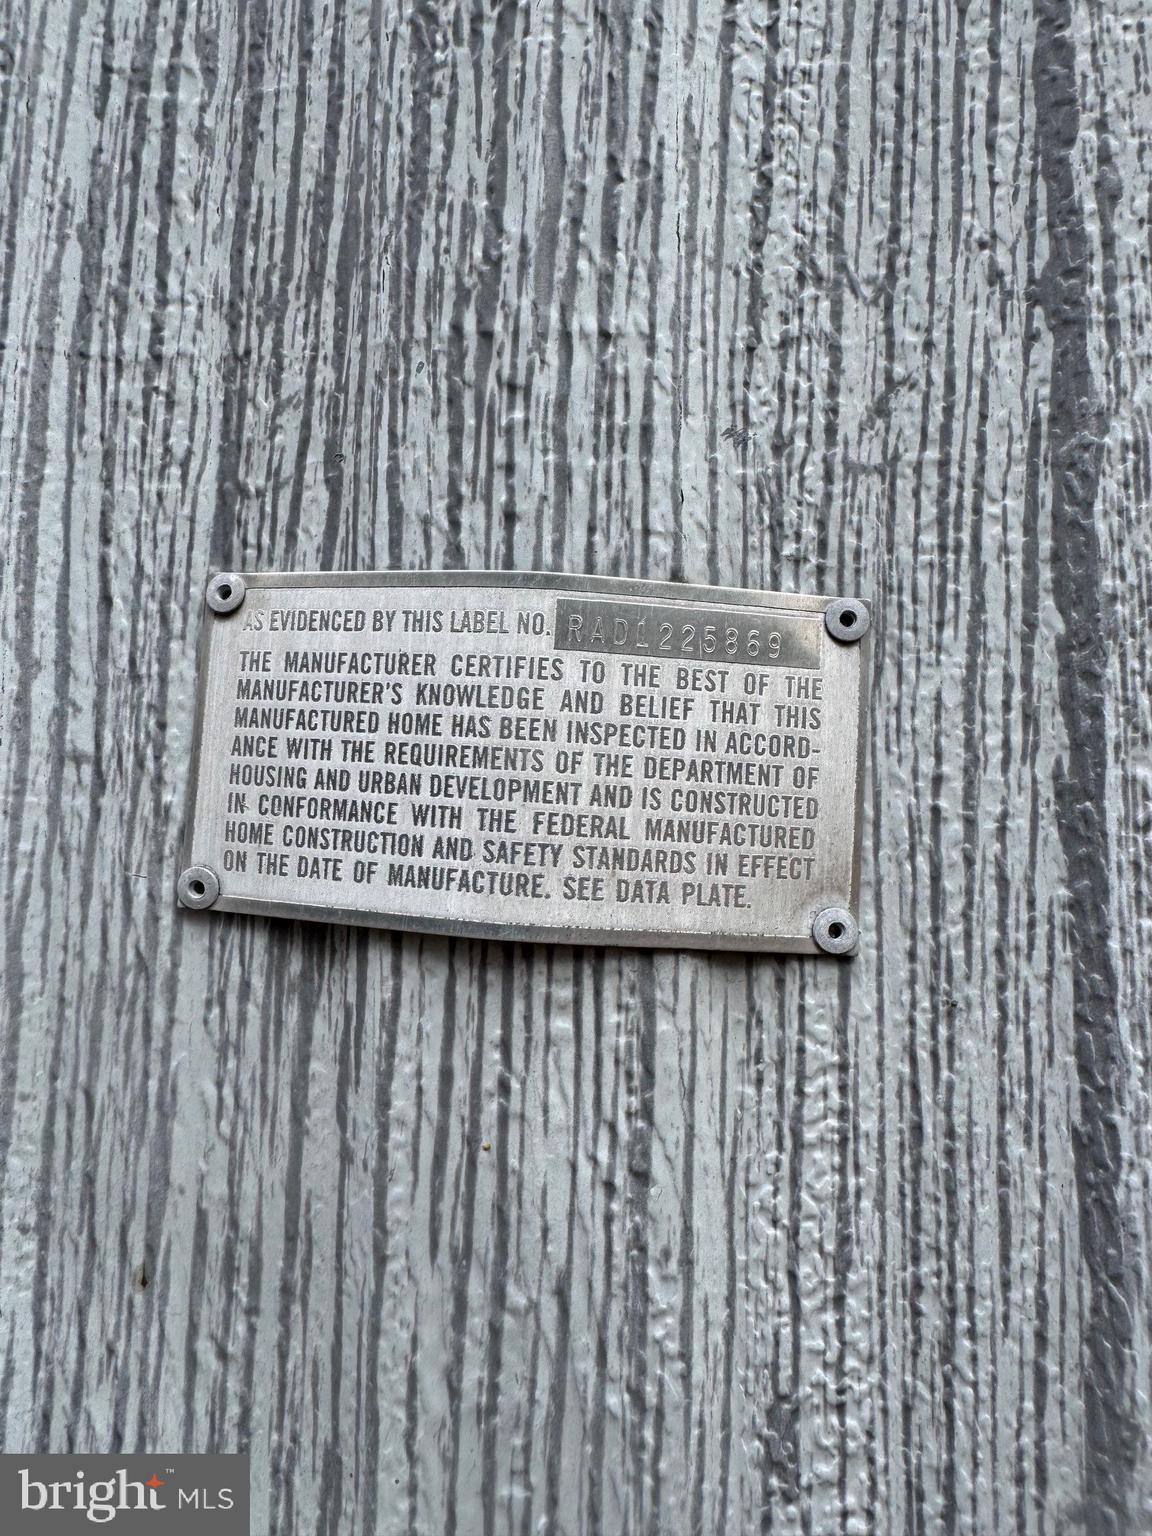 AS EVIDENCED BY THIS LABEL NO. RAD1225869
THE MANUFACTURER CERTIFIES TO THE BEST OF THE
MANUFACTURER'S KNOWLEDGE AND BELIEF THAT THIS
MANUFACTURED HOME HAS BEEN INSPECTED IN ACCORD-
ANCE WITH THE REQUIREMENTS OF THE DEPARTMENT OF
HOUSING AND URBAN DEVELOPMENT AND IS CONSTRUCTED
IN CONFORMANCE WITH THE FEDERAL MANUFACTURED
HOME CONSTRUCTION AND SAFETY STANDARDS IN EFFECT
ON THE DATE OF MANUFACTURE. SEE DATA PLATE.
bright™ MLS